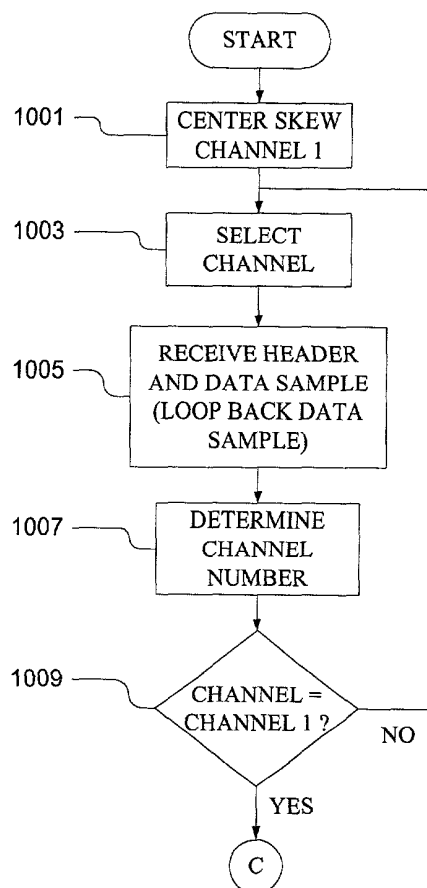 START
1001
CENTER SKEW
CHANNEL 1
1003
SELECT
CHANNEL
1005
RECEIVE HEADER
AND DATA SAMPLE
(LOOP BACK DATA
SAMPLE)
1007
DETERMINE
CHANNEL
NUMBER
1009
CHANNEL =
CHANNEL 1 ?
NO
YES
C